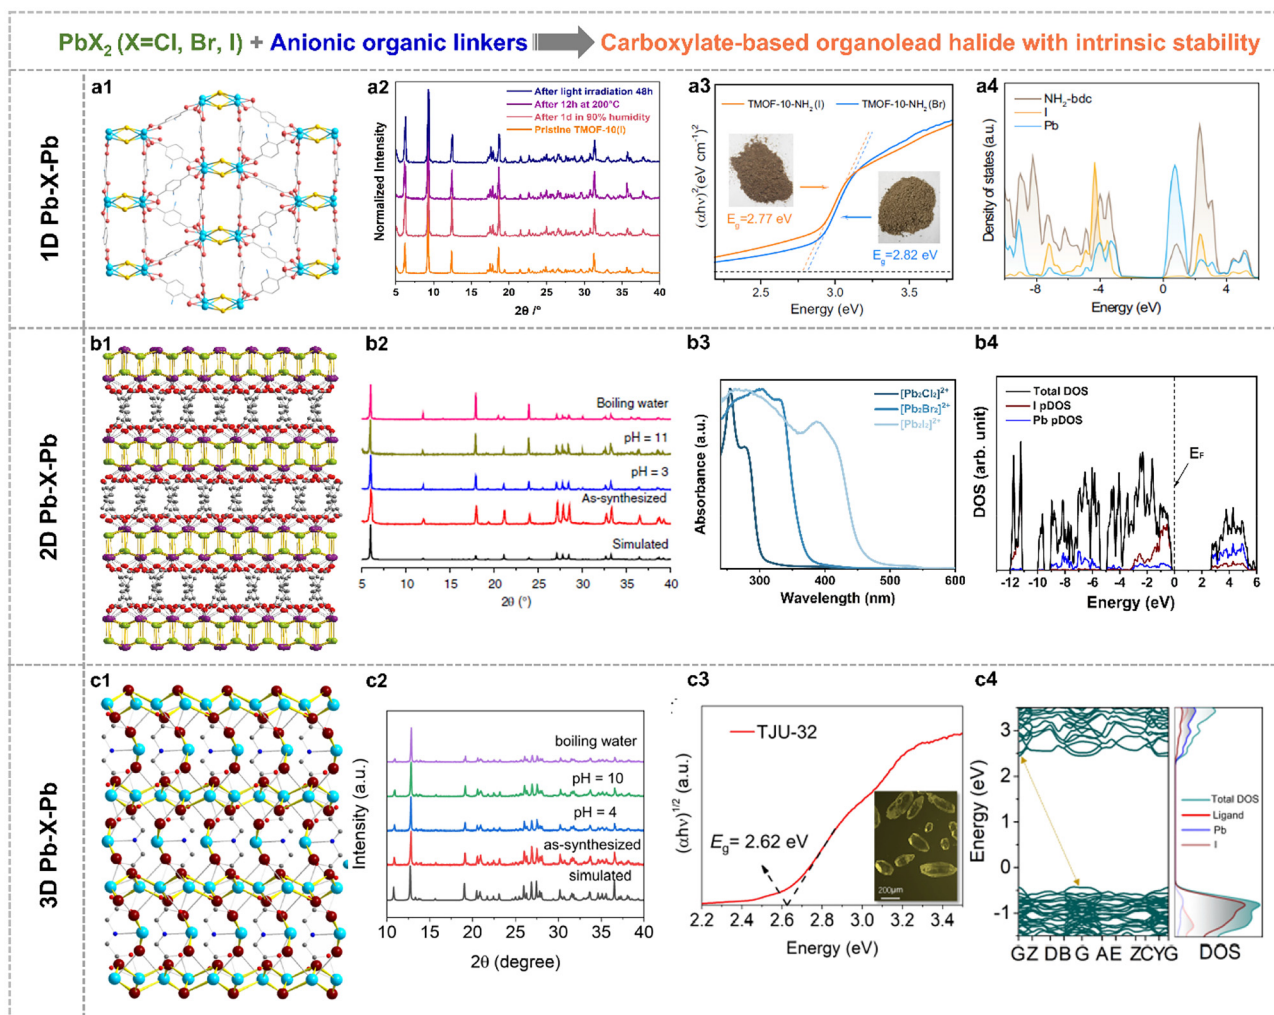 PbX₂ (X=Cl, Br, I) + Anionic organic linkers Carboxylate-based organolead halide with intrinsic stability
1D Pb-X-Pb
a1
a2
Normalized Intensity
After light irradiation 48h
After 12h at 200°C
After 1d in 90% humidity
Pristine TMOF-10(I)
5 10 15 20 25 30 35 40
2θ /°
a3
(αhν)² (eV cm⁻¹)²
TMOF-10-NH₂(I) TMOF-10-NH₂(Br)
Eg=2.77 eV
Eg=2.82 eV
2.5 3.0 3.5
Energy (eV)
a4
Density of states (a.u.)
NH₂-bdc
I
Pb
-8 -4 0 4
Energy (eV)
2D Pb-X-Pb
b1
b2
Boiling water
pH = 11
pH = 3
As-synthesized
Simulated
5 10 15 20 25 30 35 40
2θ (°)
b3
Absorbance (a.u.)
[Pb₂Cl₂]²⁺
[Pb₂Br₂]²⁺
[Pb₂I₂]²⁺
300 400 500 600
Wavelength (nm)
b4
DOS (arb. unit)
Total DOS
I pDOS
Pb pDOS
EF
-12 -10 -8 -6 -4 -2 0 2 4 6
Energy (eV)
3D Pb-X-Pb
c1
c2
Intensity (a.u.)
boiling water
pH = 10
pH = 4
as-synthesized
simulated
10 15 20 25 30 35 40
2θ (degree)
c3
(αhν)¹/² (a.u.)
TJU-32
Eg= 2.62 eV
200μm
2.2 2.4 2.6 2.8 3.0 3.2 3.4
Energy (eV)
c4
Energy (eV)
3
2
1
0
-1
Total DOS
Ligand
Pb
I
GZ DB G AE ZCYG
DOS